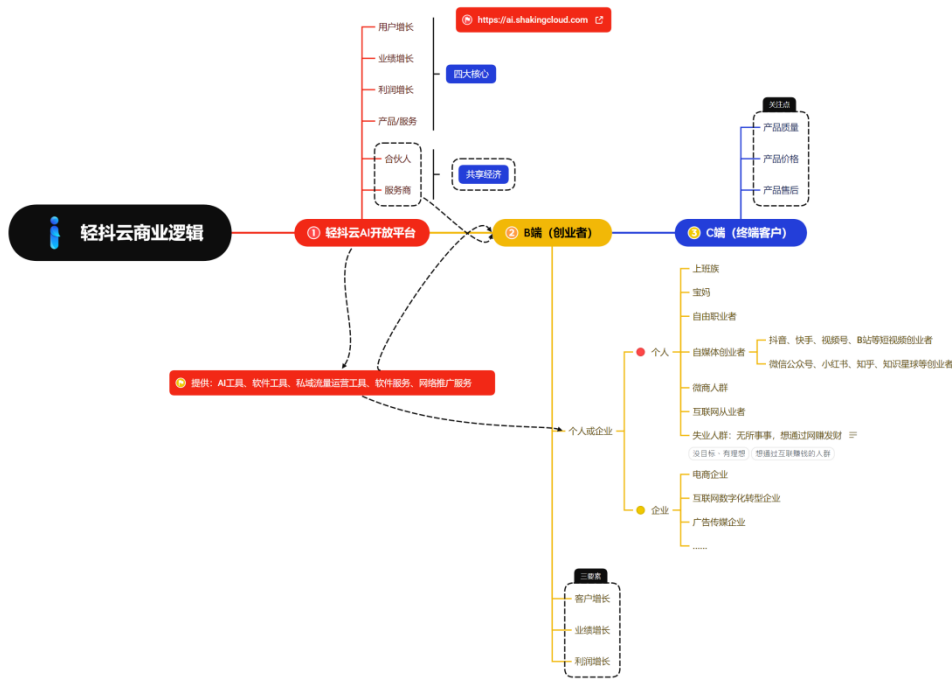 https://ai.shakingcloud.com
用户增长
业绩增长
利润增长
产品/服务
四大核心
合伙人
服务商
共享经济
轻抖云商业逻辑
① 轻抖云AI开放平台
② B端（创业者）
③ C端（终端客户）
关注点
产品质量
产品价格
产品售后
提供：AI工具、软件工具、私域流量运营工具、软件服务、网络推广服务
个人或企业
个人
上班族
宝妈
自由职业者
自媒体创业者
抖音、快手、视频号、B站等短视频创业者
微信公众号、小红书、知乎、知识星球等创业者
微商人群
互联网从业者
失业人群：无所事事，想通过网赚发财
没目标·有理想
想通过互联赚钱的人群
企业
电商企业
互联网数字化转型企业
广告传媒企业
......
三要素
客户增长
业绩增长
利润增长